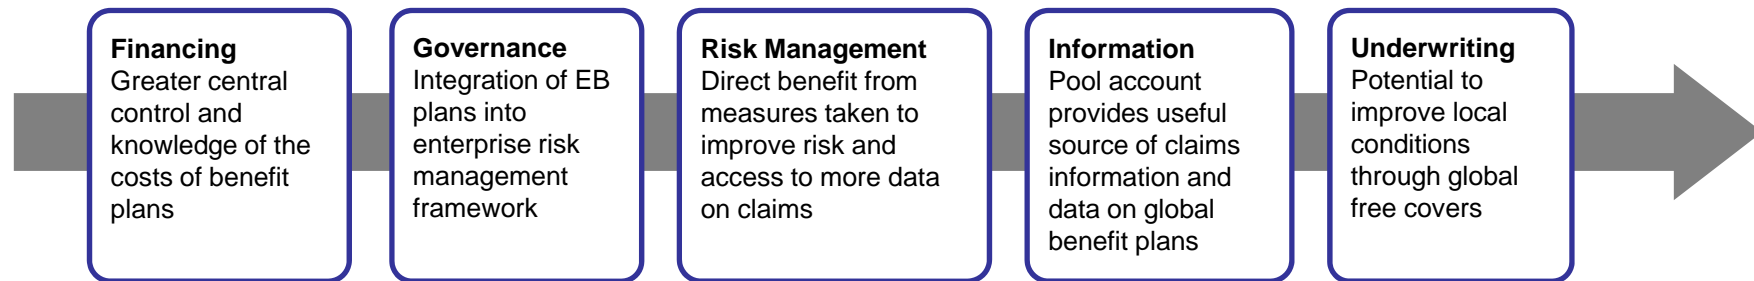 Financing
Greater central
control and
knowledge of the
costs of benefit
plans
Governance
Integration of EB
plans into
enterprise risk
management
framework
Risk Management
Direct benefit from
measures taken to
improve risk and
access to more data
on claims
Information
Pool account
provides useful
source of claims
information and
data on global
benefit plans
Underwriting
Potential to
improve local
conditions
through global
free covers